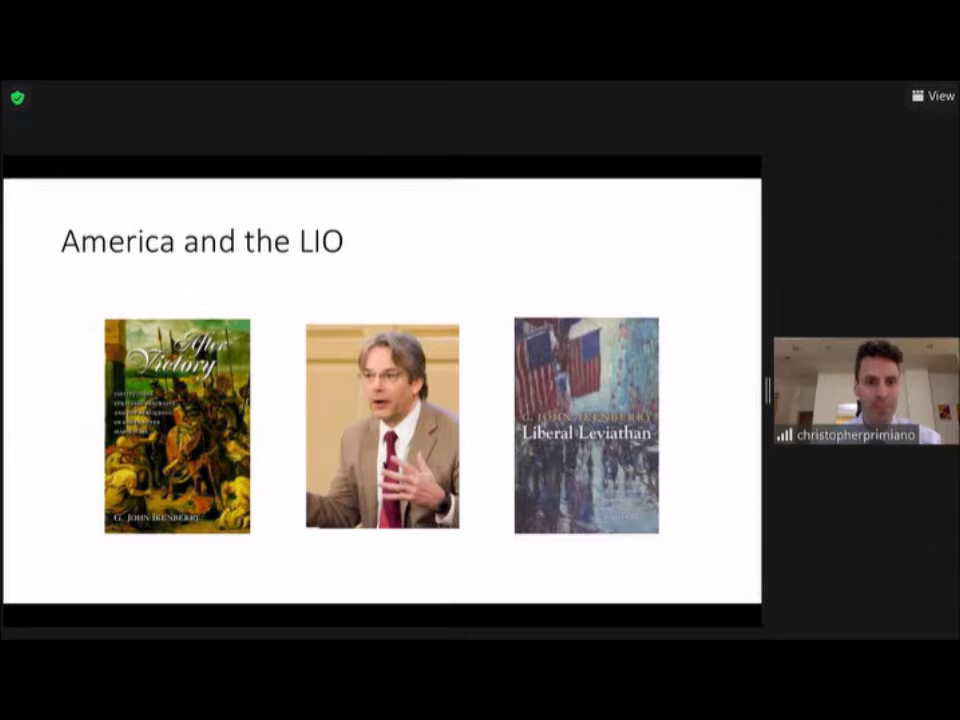 View
America and the LIO
After
Victory
G. JOHN IKENBERRY
G. JOHN IKENBERRY
Liberal Leviathan
christopherprimiano